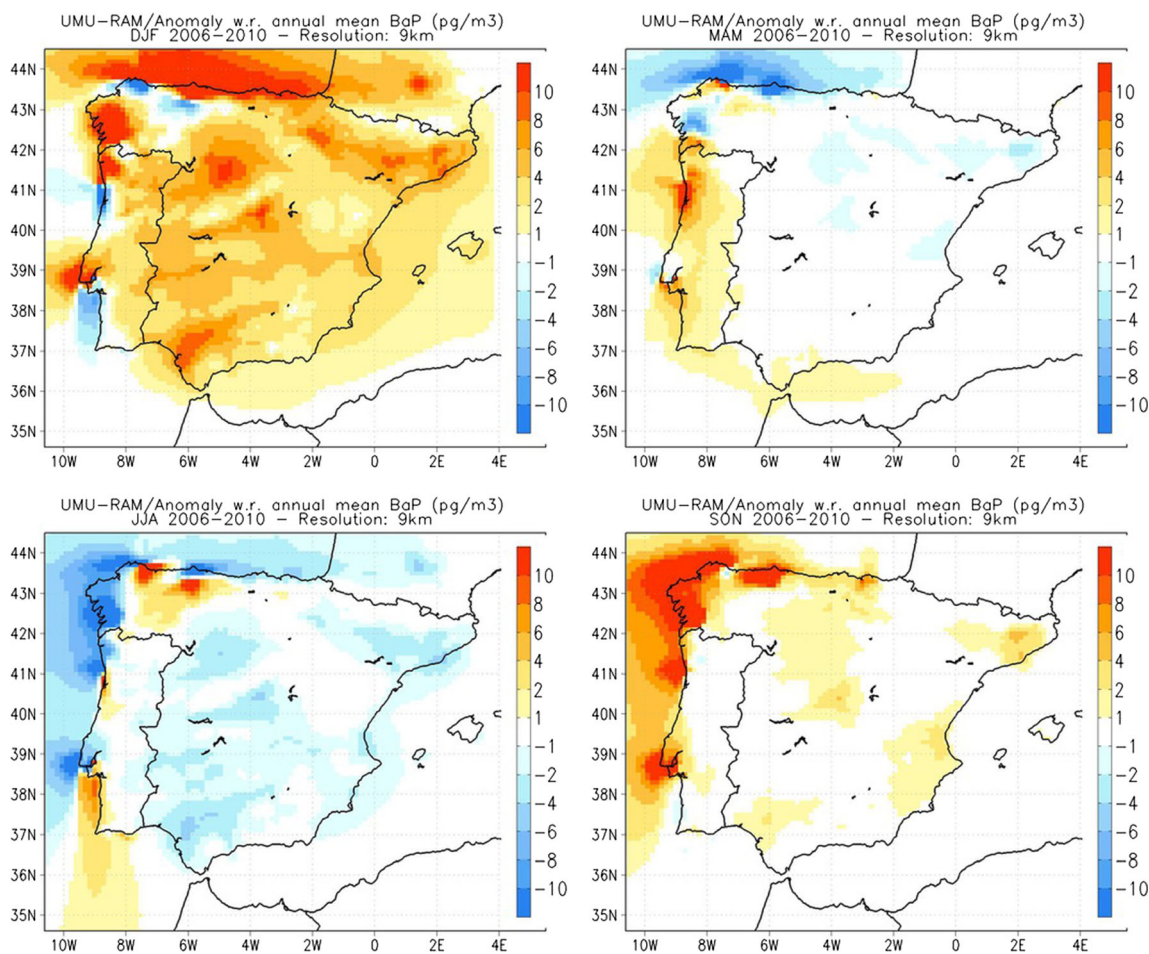 UMU-RAM/Anomaly w.r. annual mean BaP (pg/m3)
DJF 2006-2010 - Resolution: 9km
44N
43N
42N
41N
40N
39N
38N
37N
36N
35N
10W 8W 6W 4W 2W 0 2E 4E
10
8
6
4
2
1
-1
-2
-4
-6
-8
-10
UMU-RAM/Anomaly w.r. annual mean BaP (pg/m3)
MAM 2006-2010 - Resolution: 9km
44N
43N
42N
41N
40N
39N
38N
37N
36N
35N
10W 8W 6W 4W 2W 0 2E 4E
10
8
6
4
2
1
-1
-2
-4
-6
-8
-10
UMU-RAM/Anomaly w.r. annual mean BaP (pg/m3)
JJA 2006-2010 - Resolution: 9km
44N
43N
42N
41N
40N
39N
38N
37N
36N
35N
10W 8W 6W 4W 2W 0 2E 4E
10
8
6
4
2
1
-1
-2
-4
-6
-8
-10
UMU-RAM/Anomaly w.r. annual mean BaP (pg/m3)
SON 2006-2010 - Resolution: 9km
44N
43N
42N
41N
40N
39N
38N
37N
36N
35N
10W 8W 6W 4W 2W 0 2E 4E
10
8
6
4
2
1
-1
-2
-4
-6
-8
-10